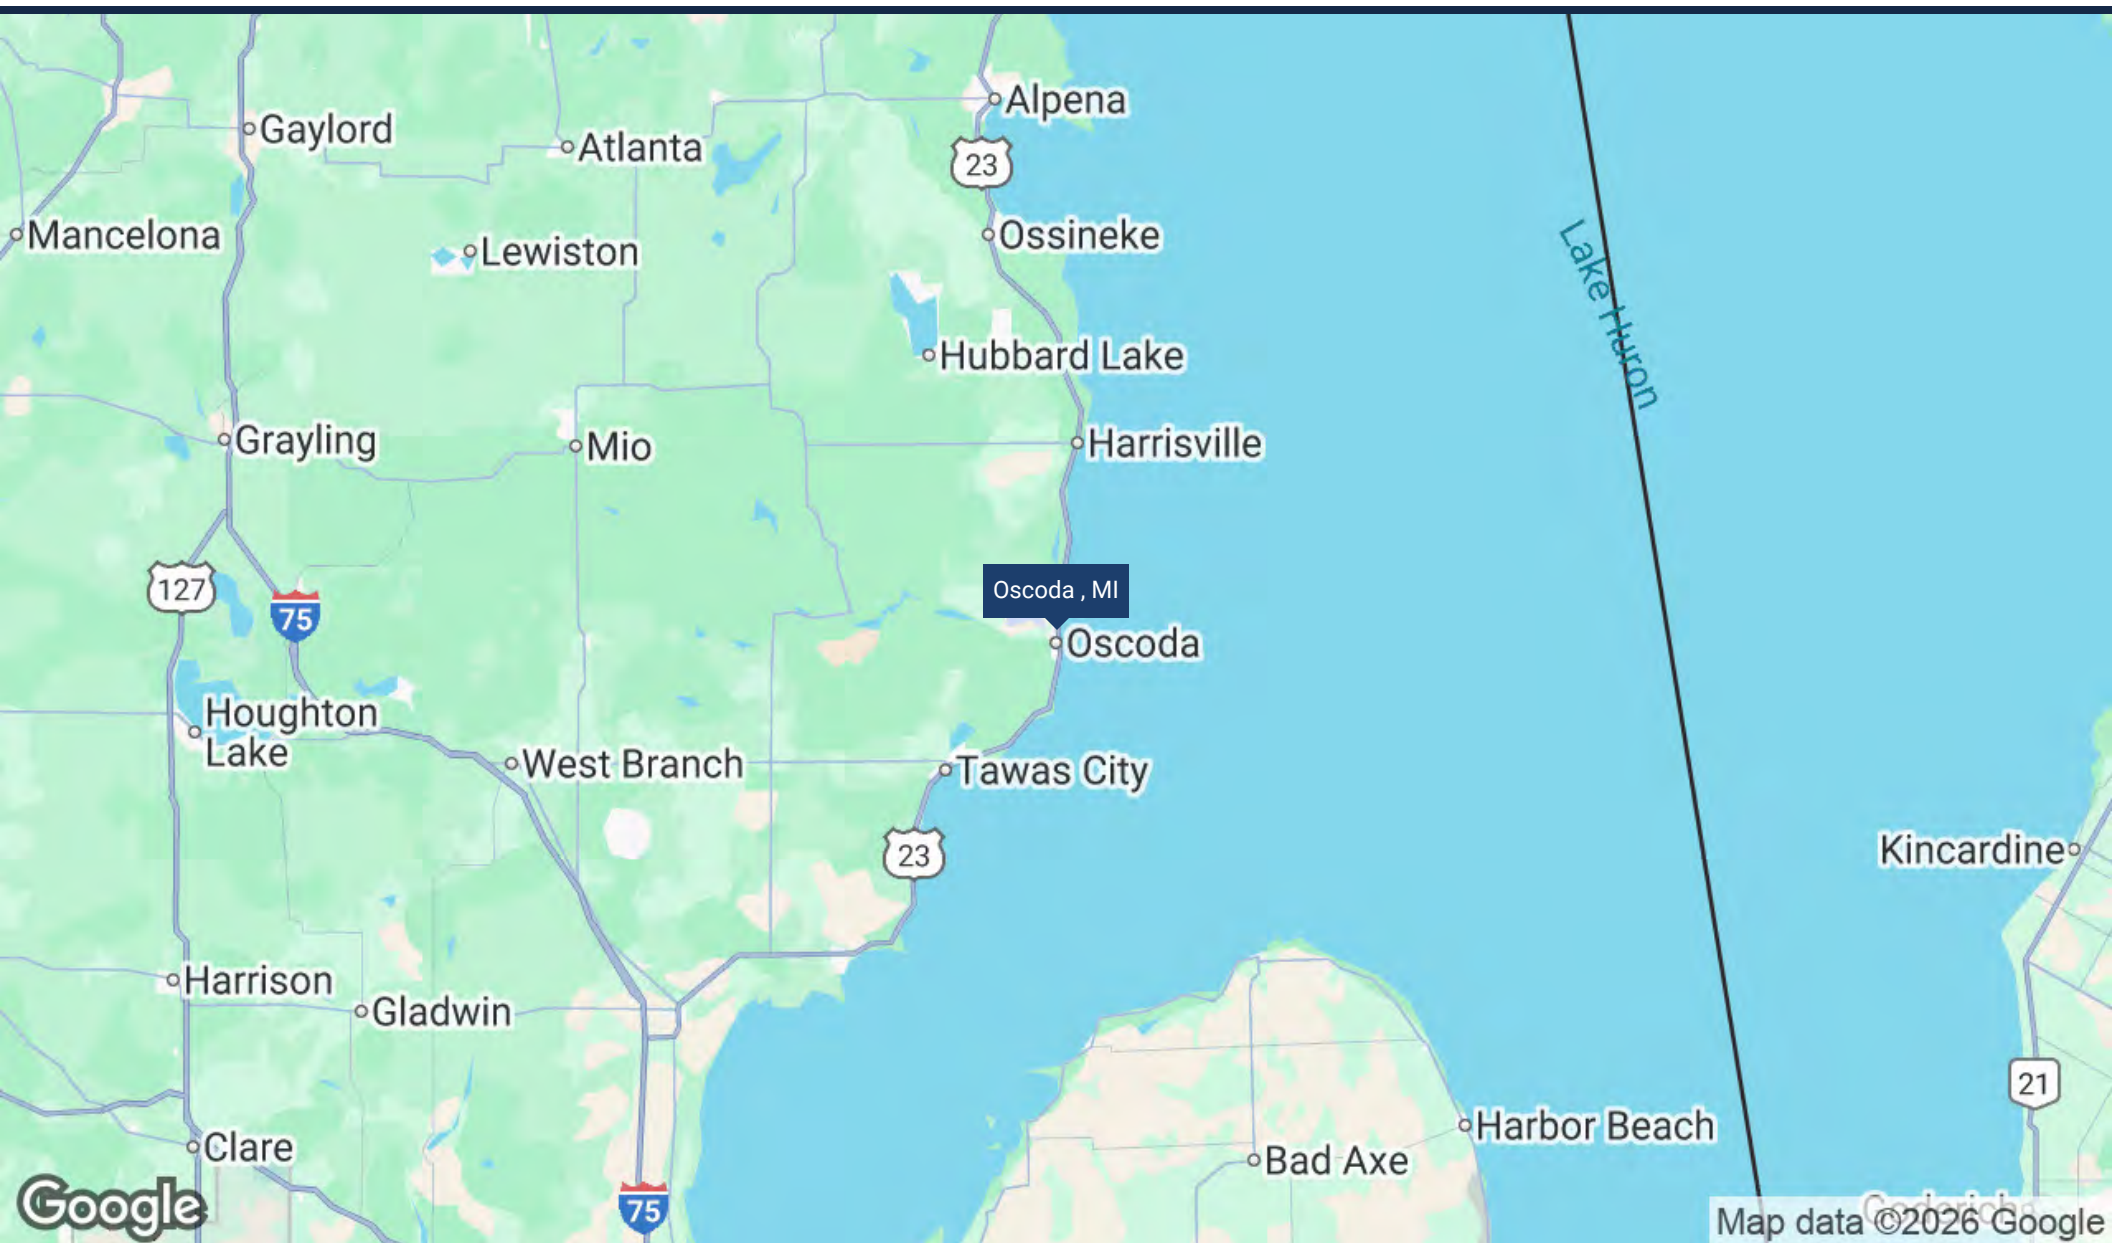 Alpena
Gaylord
Atlanta
23
Mancelona
Ossineke
Lewiston
Lake Huron
Hubbard Lake
Grayling
Mio
Harrisville
127
75
Oscoda , MI
Oscoda
Houghton
Lake
West Branch
Tawas City
23
Kincardine
Harrison
Gladwin
21
Harbor Beach
Clare
Bad Axe
Google
75
Goderich
Map data ©2026 Google